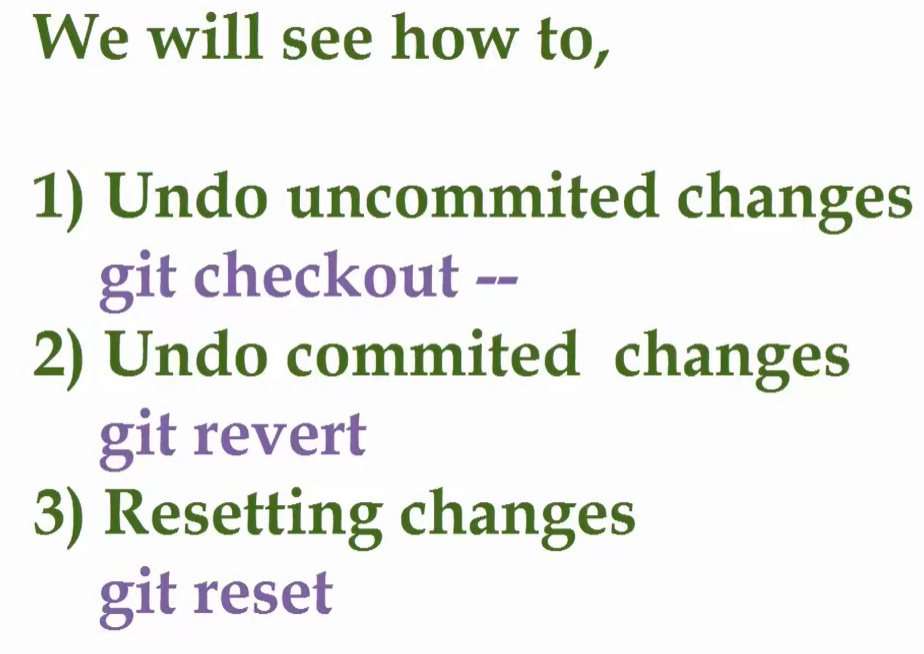 We will see how to,
1) Undo uncommited changes
git checkout --
2) Undo commited changes
git revert
3) Resetting changes
git reset